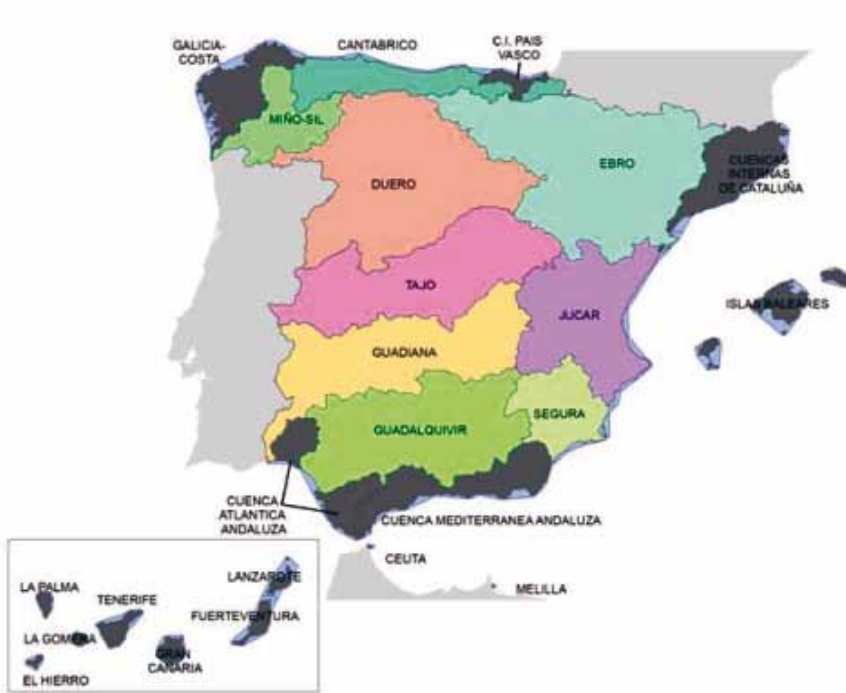 GALICIA-
COSTA
CANTABRICO
C.I. PAIS
VASCO
MIÑO-SIL
EBRO
CUENCAS
INTERNAS
DE CATALUÑA
DUERO
TAJO
ISLAS BALEARES
JUCAR
GUADIANA
SEGURA
GUADALQUIVIR
CUENCA
ATLANTICA
ANDALUZA
CUENCA MEDITERRANEA ANDALUZA
CEUTA
MELILLA
LANZAROTE
LA PALMA
TENERIFE
FUERTEVENTURA
LA GOMERA
GRAN
CANARIA
EL HIERRO